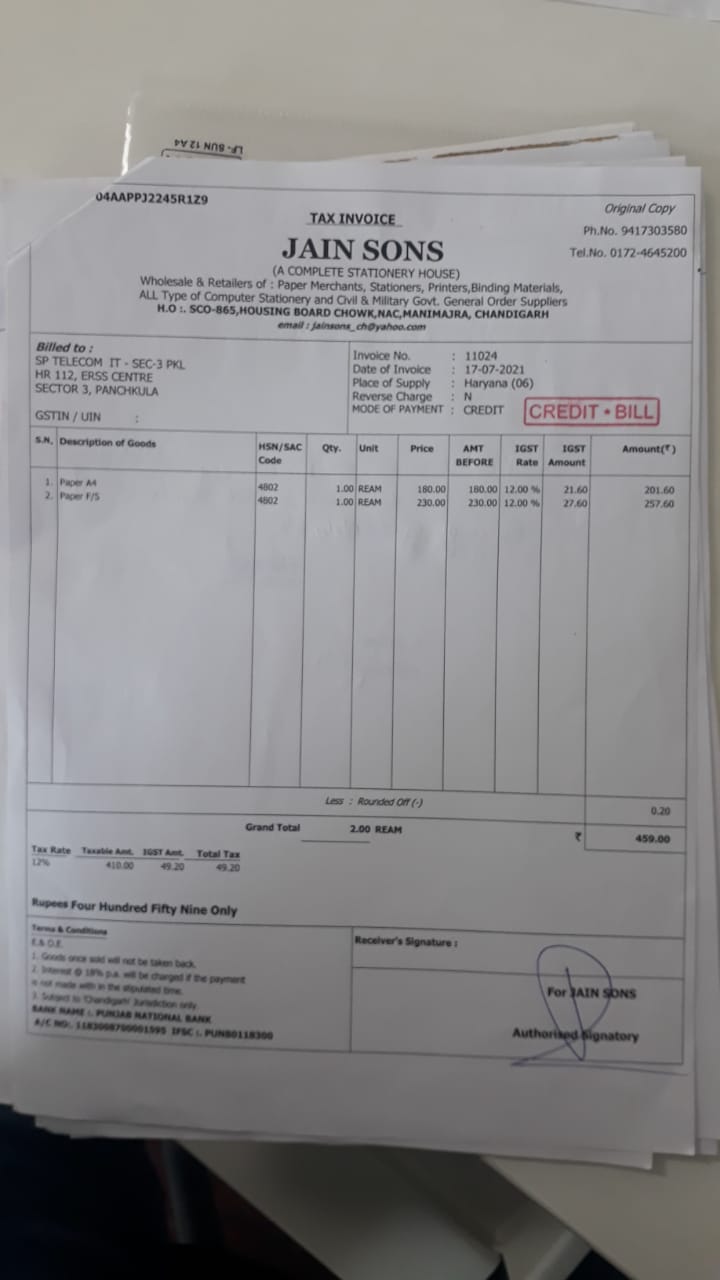 LF- SUN 12 A4
04AAPPJ2245R1Z9
Original Copy
TAX INVOICE
Ph.No. 9417303580
JAIN SONS
Tel.No. 0172-4645200
(A COMPLETE STATIONERY HOUSE)
Wholesale & Retailers of : Paper Merchants, Stationers, Printers,Binding Materials,
ALL Type of Computer Stationery and Civil & Military Govt. General Order Suppliers
H.O :. SCO-865,HOUSING BOARD CHOWK,NAC,MANIMAJRA, CHANDIGARH
email : jainsons_ch@yahoo.com
Billed to :
SP TELECOM IT - SEC-3 PKL
HR 112, ERSS CENTRE
SECTOR 3, PANCHKULA
GSTIN / UIN :
Invoice No. : 11024
Date of Invoice : 17-07-2021
Place of Supply : Haryana (06)
Reverse Charge : N
MODE OF PAYMENT : CREDIT
CREDIT • BILL
S.N. Description of Goods HSN/SAC Code Qty. Unit Price AMT BEFORE IGST Rate IGST Amount Amount(₹)
1. Paper A4 4802 1.00 REAM 180.00 180.00 12.00 % 21.60 201.60
2. Paper F/S 4802 1.00 REAM 230.00 230.00 12.00 % 27.60 257.60
Less : Rounded Off (-) 0.20
Grand Total 2.00 REAM ₹ 459.00
Tax Rate Taxable Amt. IGST Amt. Total Tax
12% 410.00 49.20 49.20
Rupees Four Hundred Fifty Nine Only
Terms & Conditions
E.& O.E.
1. Goods once sold will not be taken back.
2. Interest @ 18% p.a. will be charged if the payment
is not made with in the stipulated time.
3. Subject to 'Chandigarh' Jurisdiction only.
BANK NAME :. PUNJAB NATIONAL BANK
A/C NO:. 1183008700001595 IFSC :. PUNB0118300
Receiver's Signature :
For JAIN SONS
Authorised Signatory